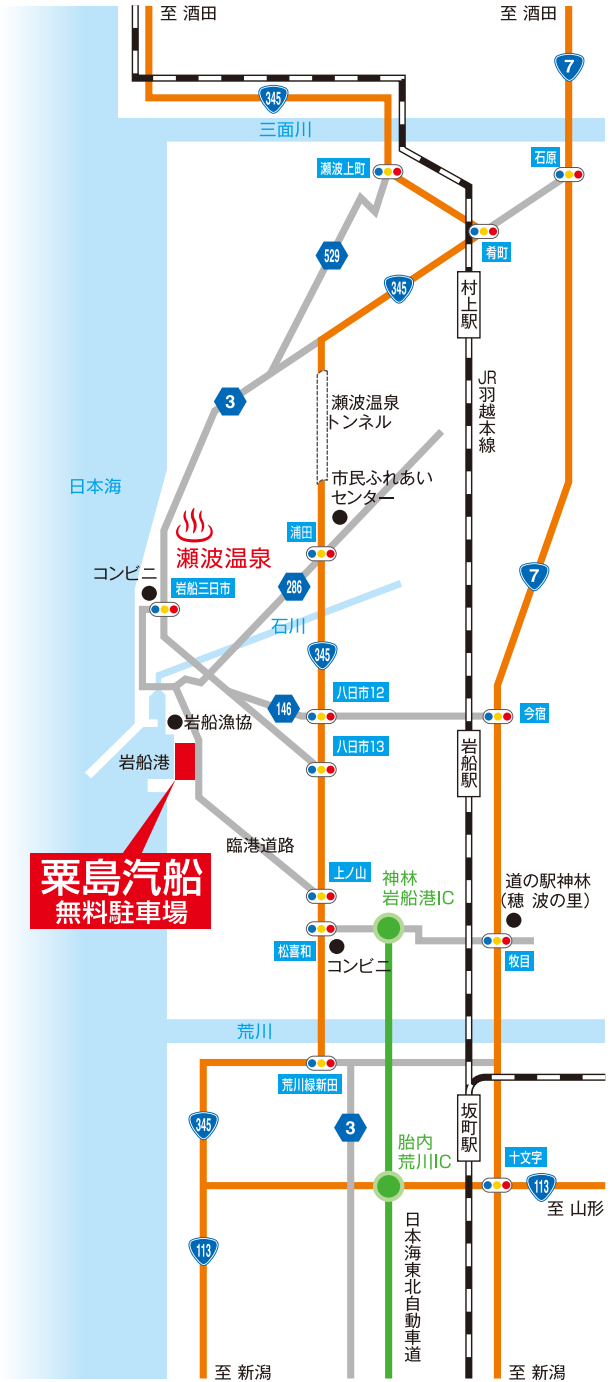 至 酒田
至 酒田
7
345
三面川
瀬波上町
石原
肴町
529
345
村上駅
JR羽越本線
3
瀬波温泉
トンネル
市民ふれあい
センター
日本海
瀬波温泉
浦田
コンビニ
岩船三日市
286
7
石川
345
八日市12
146
今宿
岩船漁協
八日市13
岩船港
岩船駅
臨港道路
粟島汽船
無料駐車場
上ノ山
神林
岩船港IC
道の駅神林
(穂波の里)
松喜和
コンビニ
牧目
荒川
荒川緑新田
345
3
坂町駅
胎内
荒川IC
十文字
113
至 山形
113
日本海東北自動車道
至 新潟
至 新潟